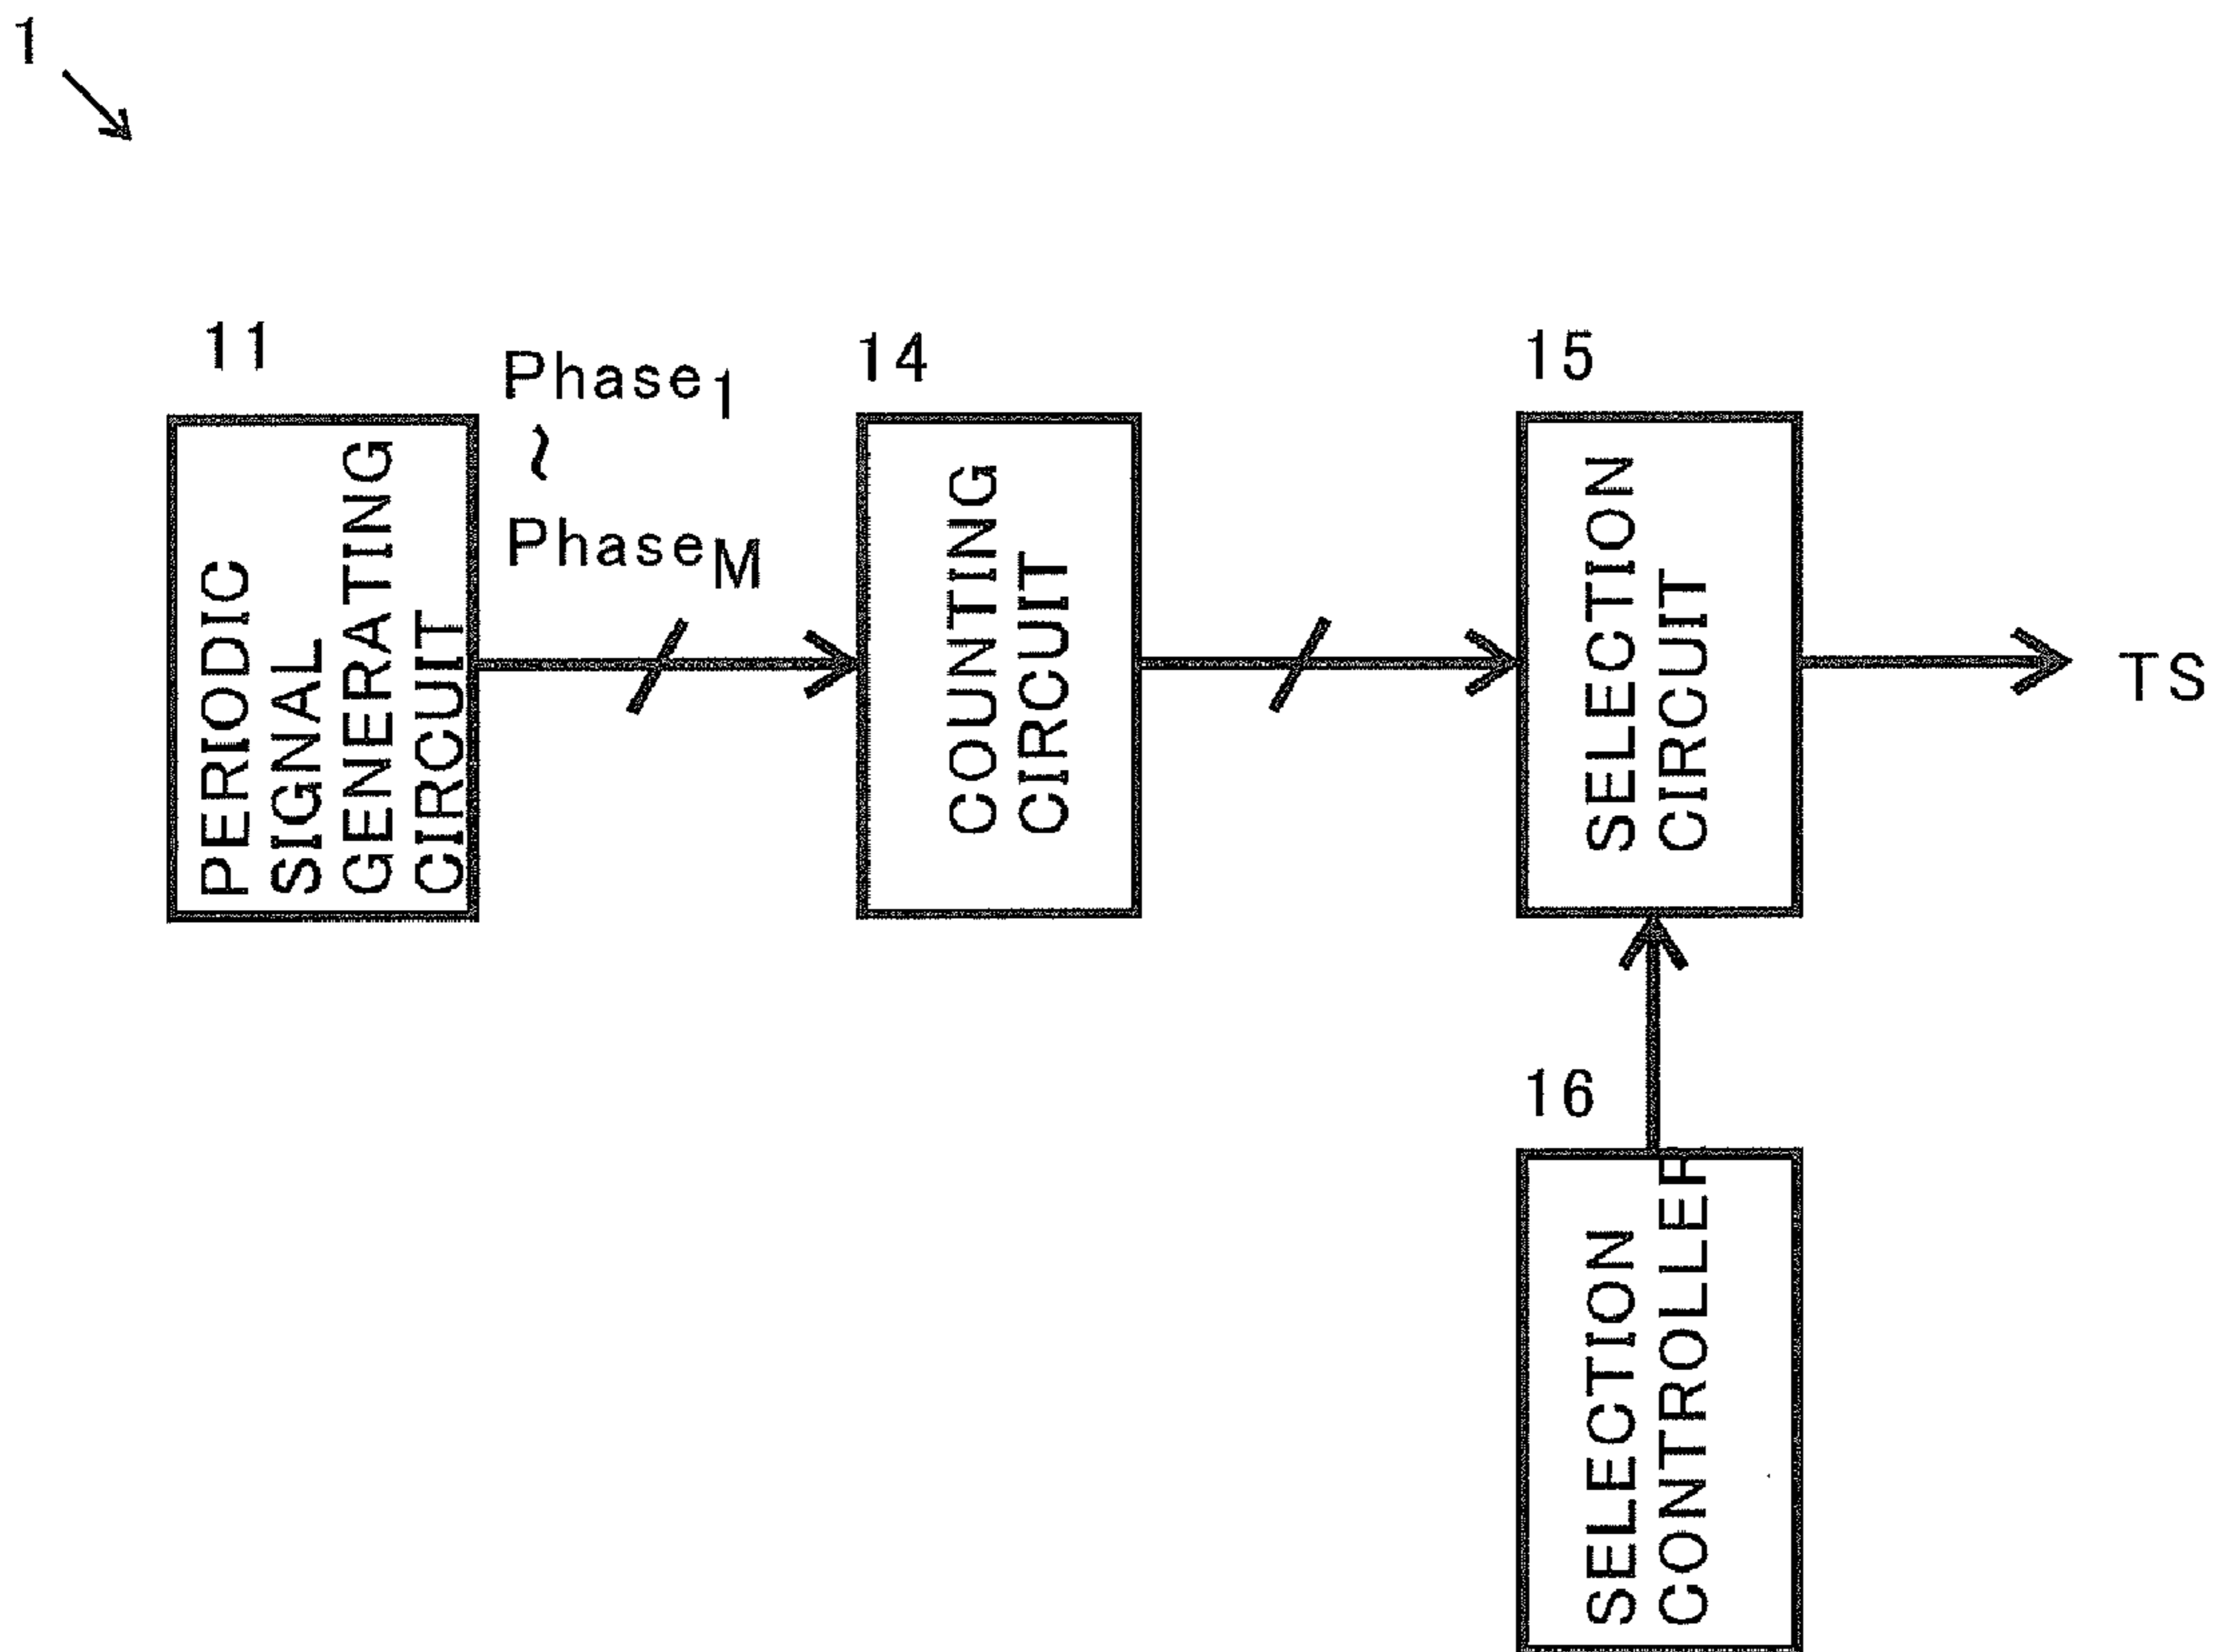 1
11
PERIODIC
SIGNAL
GENERATING
CIRCUIT
Phase1
~
PhaseM
14
COUNTING
CIRCUIT
15
SELECTION
CIRCUIT
TS
16
SELECTION
CONTROLLER